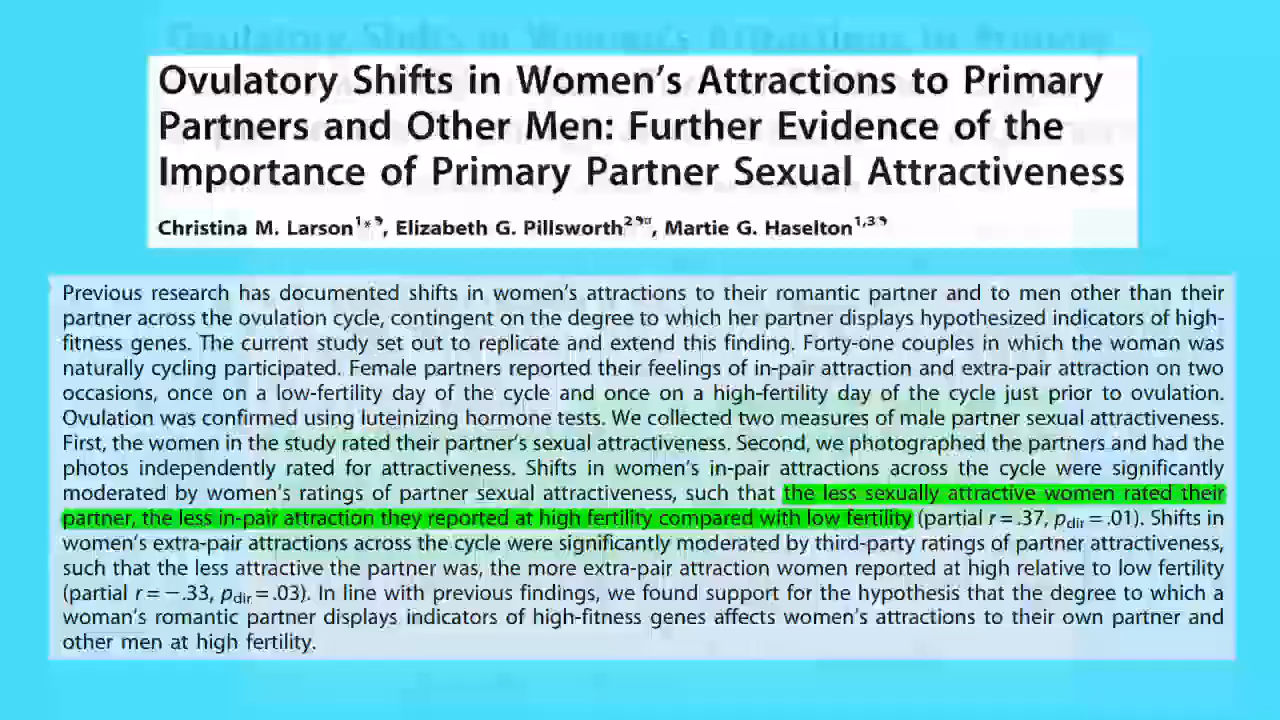 Ovulatory Shifts in Women's Attractions to Primary
Partners and Other Men: Further Evidence of the
Importance of Primary Partner Sexual Attractiveness
Christina M. Larson¹*, Elizabeth G. Pillsworth²¤, Martie G. Haselton¹,³
Previous research has documented shifts in women's attractions to their romantic partner and to men other than their
partner across the ovulation cycle, contingent on the degree to which her partner displays hypothesized indicators of high-
fitness genes. The current study set out to replicate and extend this finding. Forty-one couples in which the woman was
naturally cycling participated. Female partners reported their feelings of in-pair attraction and extra-pair attraction on two
occasions, once on a low-fertility day of the cycle and once on a high-fertility day of the cycle just prior to ovulation.
Ovulation was confirmed using luteinizing hormone tests. We collected two measures of male partner sexual attractiveness.
First, the women in the study rated their partner's sexual attractiveness. Second, we photographed the partners and had the
photos independently rated for attractiveness. Shifts in women's in-pair attractions across the cycle were significantly
moderated by women's ratings of partner sexual attractiveness, such that the less sexually attractive women rated their
partner, the less in-pair attraction they reported at high fertility compared with low fertility (partial r = .37, pdir = .01). Shifts in
women's extra-pair attractions across the cycle were significantly moderated by third-party ratings of partner attractiveness,
such that the less attractive the partner was, the more extra-pair attraction women reported at high relative to low fertility
(partial r = −.33, pdir = .03). In line with previous findings, we found support for the hypothesis that the degree to which a
woman's romantic partner displays indicators of high-fitness genes affects women's attractions to their own partner and
other men at high fertility.